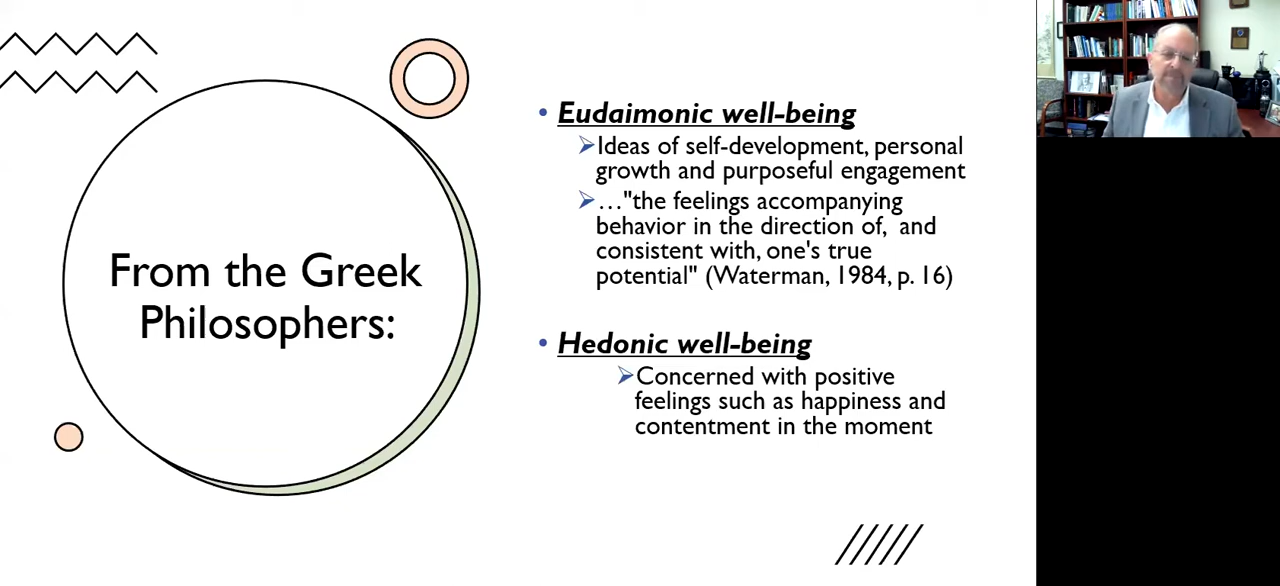 From the Greek
Philosophers:
• Eudaimonic well-being
➢Ideas of self-development, personal
growth and purposeful engagement
➢…"the feelings accompanying
behavior in the direction of,  and
consistent with, one's true
potential" (Waterman, 1984, p. 16)
• Hedonic well-being
➢Concerned with positive
feelings such as happiness and
contentment in the moment